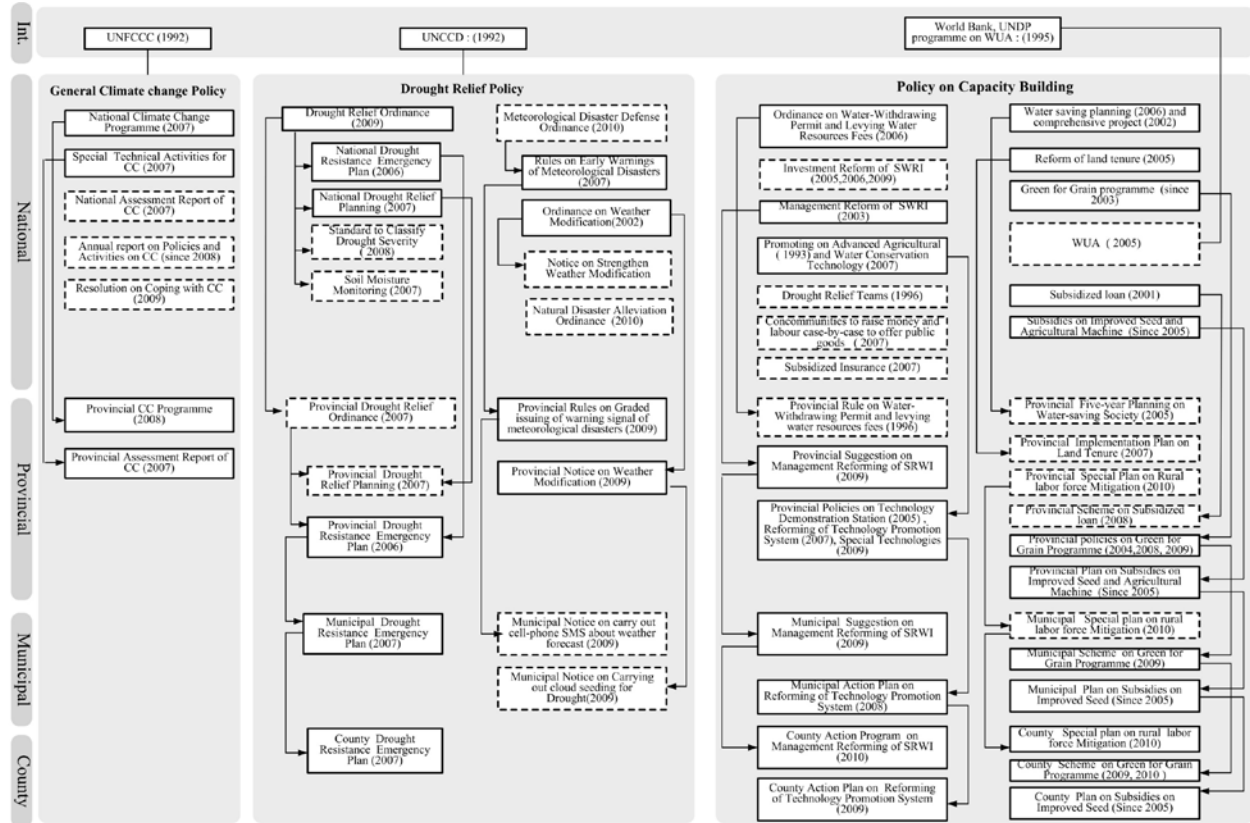 Int.
UNFCCC (1992)
UNCCD : (1992)
World Bank, UNDP
programme on WUA : (1995)
National
General Climate change Policy
National Climate Change
Programme (2007)
Special Technical Activities for
CC (2007)
National Assessment Report of
CC (2007)
Annual report on Policies and
Activities on CC (since 2008)
Resolution on Coping with CC
(2009)
Drought Relief Policy
Drought Relief Ordinance
(2009)
National Drought
Resistance Emergency
Plan (2006)
National Drought Relief
Planning (2007)
Standard to Classify
Drought Severity
( 2008)
Soil Moisture
Monitoring (2007)
Meteorological Disaster Defense
Ordinance (2010)
Rules on Early Warnings
of Meteorological Disasters
(2007)
Ordinance on Weather
Modification(2002)
Notice on Strengthen
Weather Modification
Natural Disaster Alleviation
Ordinance (2010)
Policy on Capacity Building
Ordinance on Water-Withdrawing
Permit and Levying Water
Resources Fees (2006)
Investment Reform of SWRI
(2005,2006,2009)
Management Reform of SWRI
(2003)
Promoting on Advanced Agricultural
( 1993) and Water Conservation
Technology (2007)
Drought Relief Teams (1996)
Concommunities to raise money and
labour case-by-case to offer public
goods ( 2007)
Subsidized Insurance (2007)
Water saving planning (2006) and
comprehensive project (2002)
Reform of land tenure (2005)
Green for Grain programme (since
2003)
WUA ( 2005)
Subsidized loan (2001)
Subsidies on Improved Seed and
Agricultural Machine (Since 2005)
Provincial
Provincial CC Programme
(2008)
Provincial Assessment Report of
CC (2007)
Provincial Drought Relief
Ordinance (2007)
Provincial Drought
Relief Planning (2007)
Provincial Drought
Resistance Emergency
Plan (2006)
Provincial Rules on Graded
issuing of warning signal of
meteorological disasters (2009)
Provincial Notice on Weather
Modification (2009)
Provincial Rule on Water-
Withdrawing Permit and levying
water resources fees (1996)
Provincial Suggestion on
Management Reforming of SRWI
(2009)
Provincial Policies on Technology
Demonstration Station (2005) ,
Reforming of Technology Promotion
System (2007), Special Technologies
(2009)
Provincial Five-year Planning on
Water-saving Society
(2005)
Provincial Implementation Plan on
Land Tenure (2007)
Provincial Special Plan on Rural
labor force Mitigation (2010)
Provincial Scheme on Subsidized
loan (2008)
Provincial policies on Green for
Grain Programme (2004,2008, 2009)
Provincial Plan on Subsidies on
Improved Seed and Agricultural
Machine (Since 2005)
Municipal
Municipal Drought
Resistance Emergency
Plan (2007)
Municipal Notice on carry out
cell-phone SMS about weather
forecast (2009)
Municipal Notice on Carrying
out cloud seeding for
Drought(2009)
Municipal Suggestion on
Management Reforming of SRWI
(2009)
Municipal Action Plan on
Reforming of Technology Promotion
System (2008)
Municipal Special plan on rural
labor force Mitigation (2010)
Municipal Scheme on Green for
Grain Programme (2009)
Municipal Plan on Subsidies on
Improved Seed (Since 2005)
County
County Drought
Resistance Emergency
Plan (2007)
County Action Program on
Management Reforming of SRWI
(2010)
County Action Plan on Reforming
of Technology Promotion System
(2009)
County Special plan on rural labor
force Mitigation (2010)
County Scheme on Green for Grain
Programme (2009, 2010 )
County Plan on Subsidies on
Improved Seed (Since 2005)